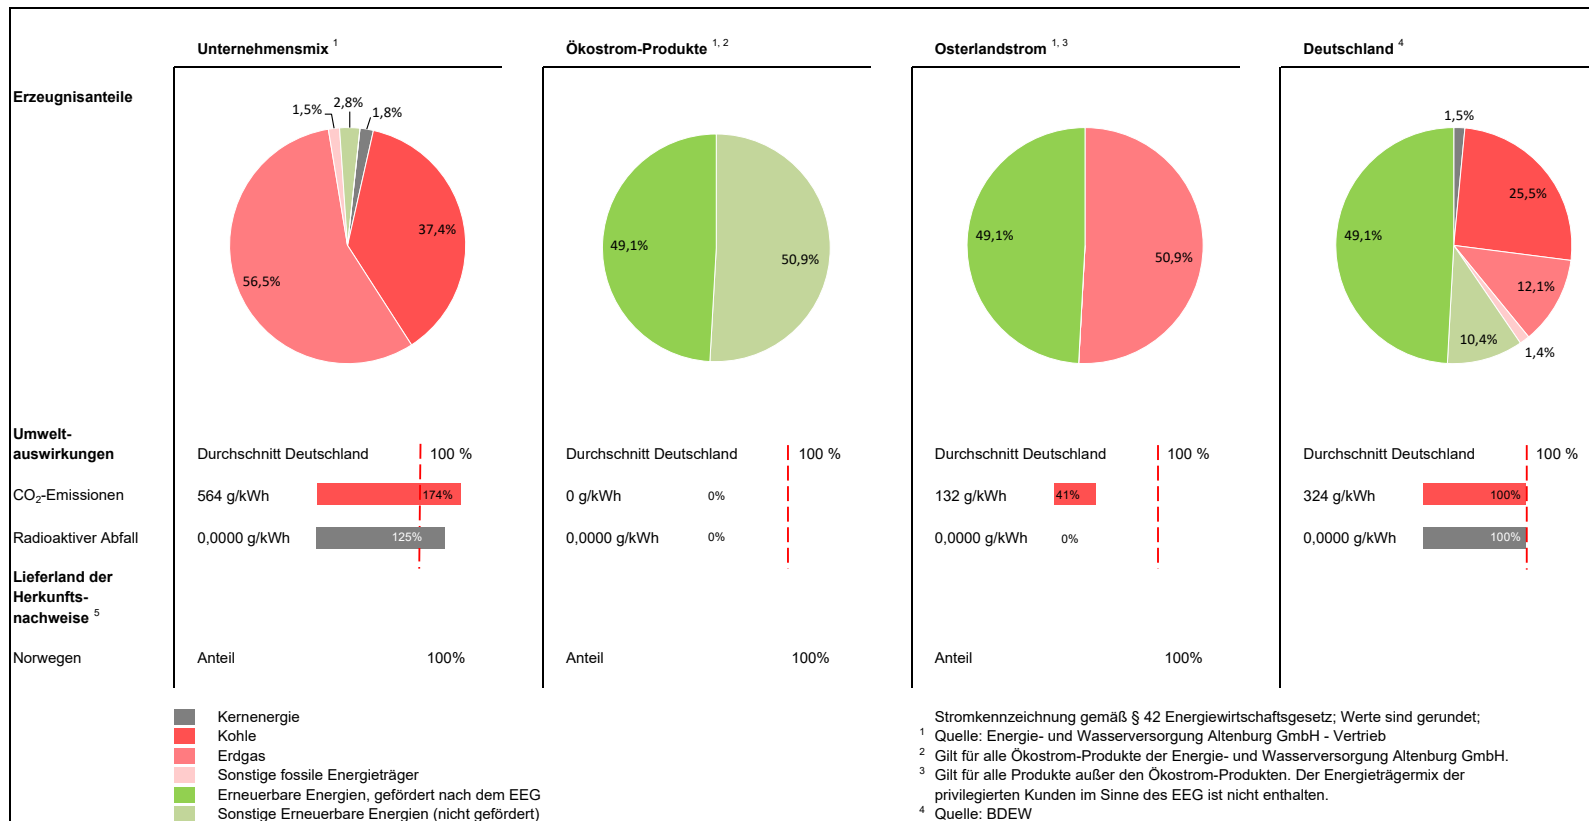 Unternehmensmix 1
Ökostrom-Produkte 1, 2
Osterlandstrom 1, 3
Deutschland 4
Erzeugnisanteile
1,5%
2,8%
1,8%
37,4%
56,5%
49,1%
50,9%
49,1%
50,9%
1,5%
25,5%
49,1%
12,1%
10,4%
1,4%
Umwelt-
auswirkungen
Durchschnitt Deutschland 100 %
Durchschnitt Deutschland 100 %
Durchschnitt Deutschland 100 %
Durchschnitt Deutschland 100 %
CO2-Emissionen
564 g/kWh 174%
0 g/kWh 0%
132 g/kWh 41%
324 g/kWh 100%
Radioaktiver Abfall
0,0000 g/kWh 125%
0,0000 g/kWh 0%
0,0000 g/kWh 0%
0,0000 g/kWh 100%
Lieferland der
Herkunfts-
nachweise 5
Norwegen
Anteil 100%
Anteil 100%
Anteil 100%
Kernenergie
Kohle
Erdgas
Sonstige fossile Energieträger
Erneuerbare Energien, gefördert nach dem EEG
Sonstige Erneuerbare Energien (nicht gefördert)
Stromkennzeichnung gemäß § 42 Energiewirtschaftsgesetz; Werte sind gerundet;
1 Quelle: Energie- und Wasserversorgung Altenburg GmbH - Vertrieb
2 Gilt für alle Ökostrom-Produkte der Energie- und Wasserversorgung Altenburg GmbH.
3 Gilt für alle Produkte außer den Ökostrom-Produkten. Der Energieträgermix der
privilegierten Kunden im Sinne des EEG ist nicht enthalten.
4 Quelle: BDEW